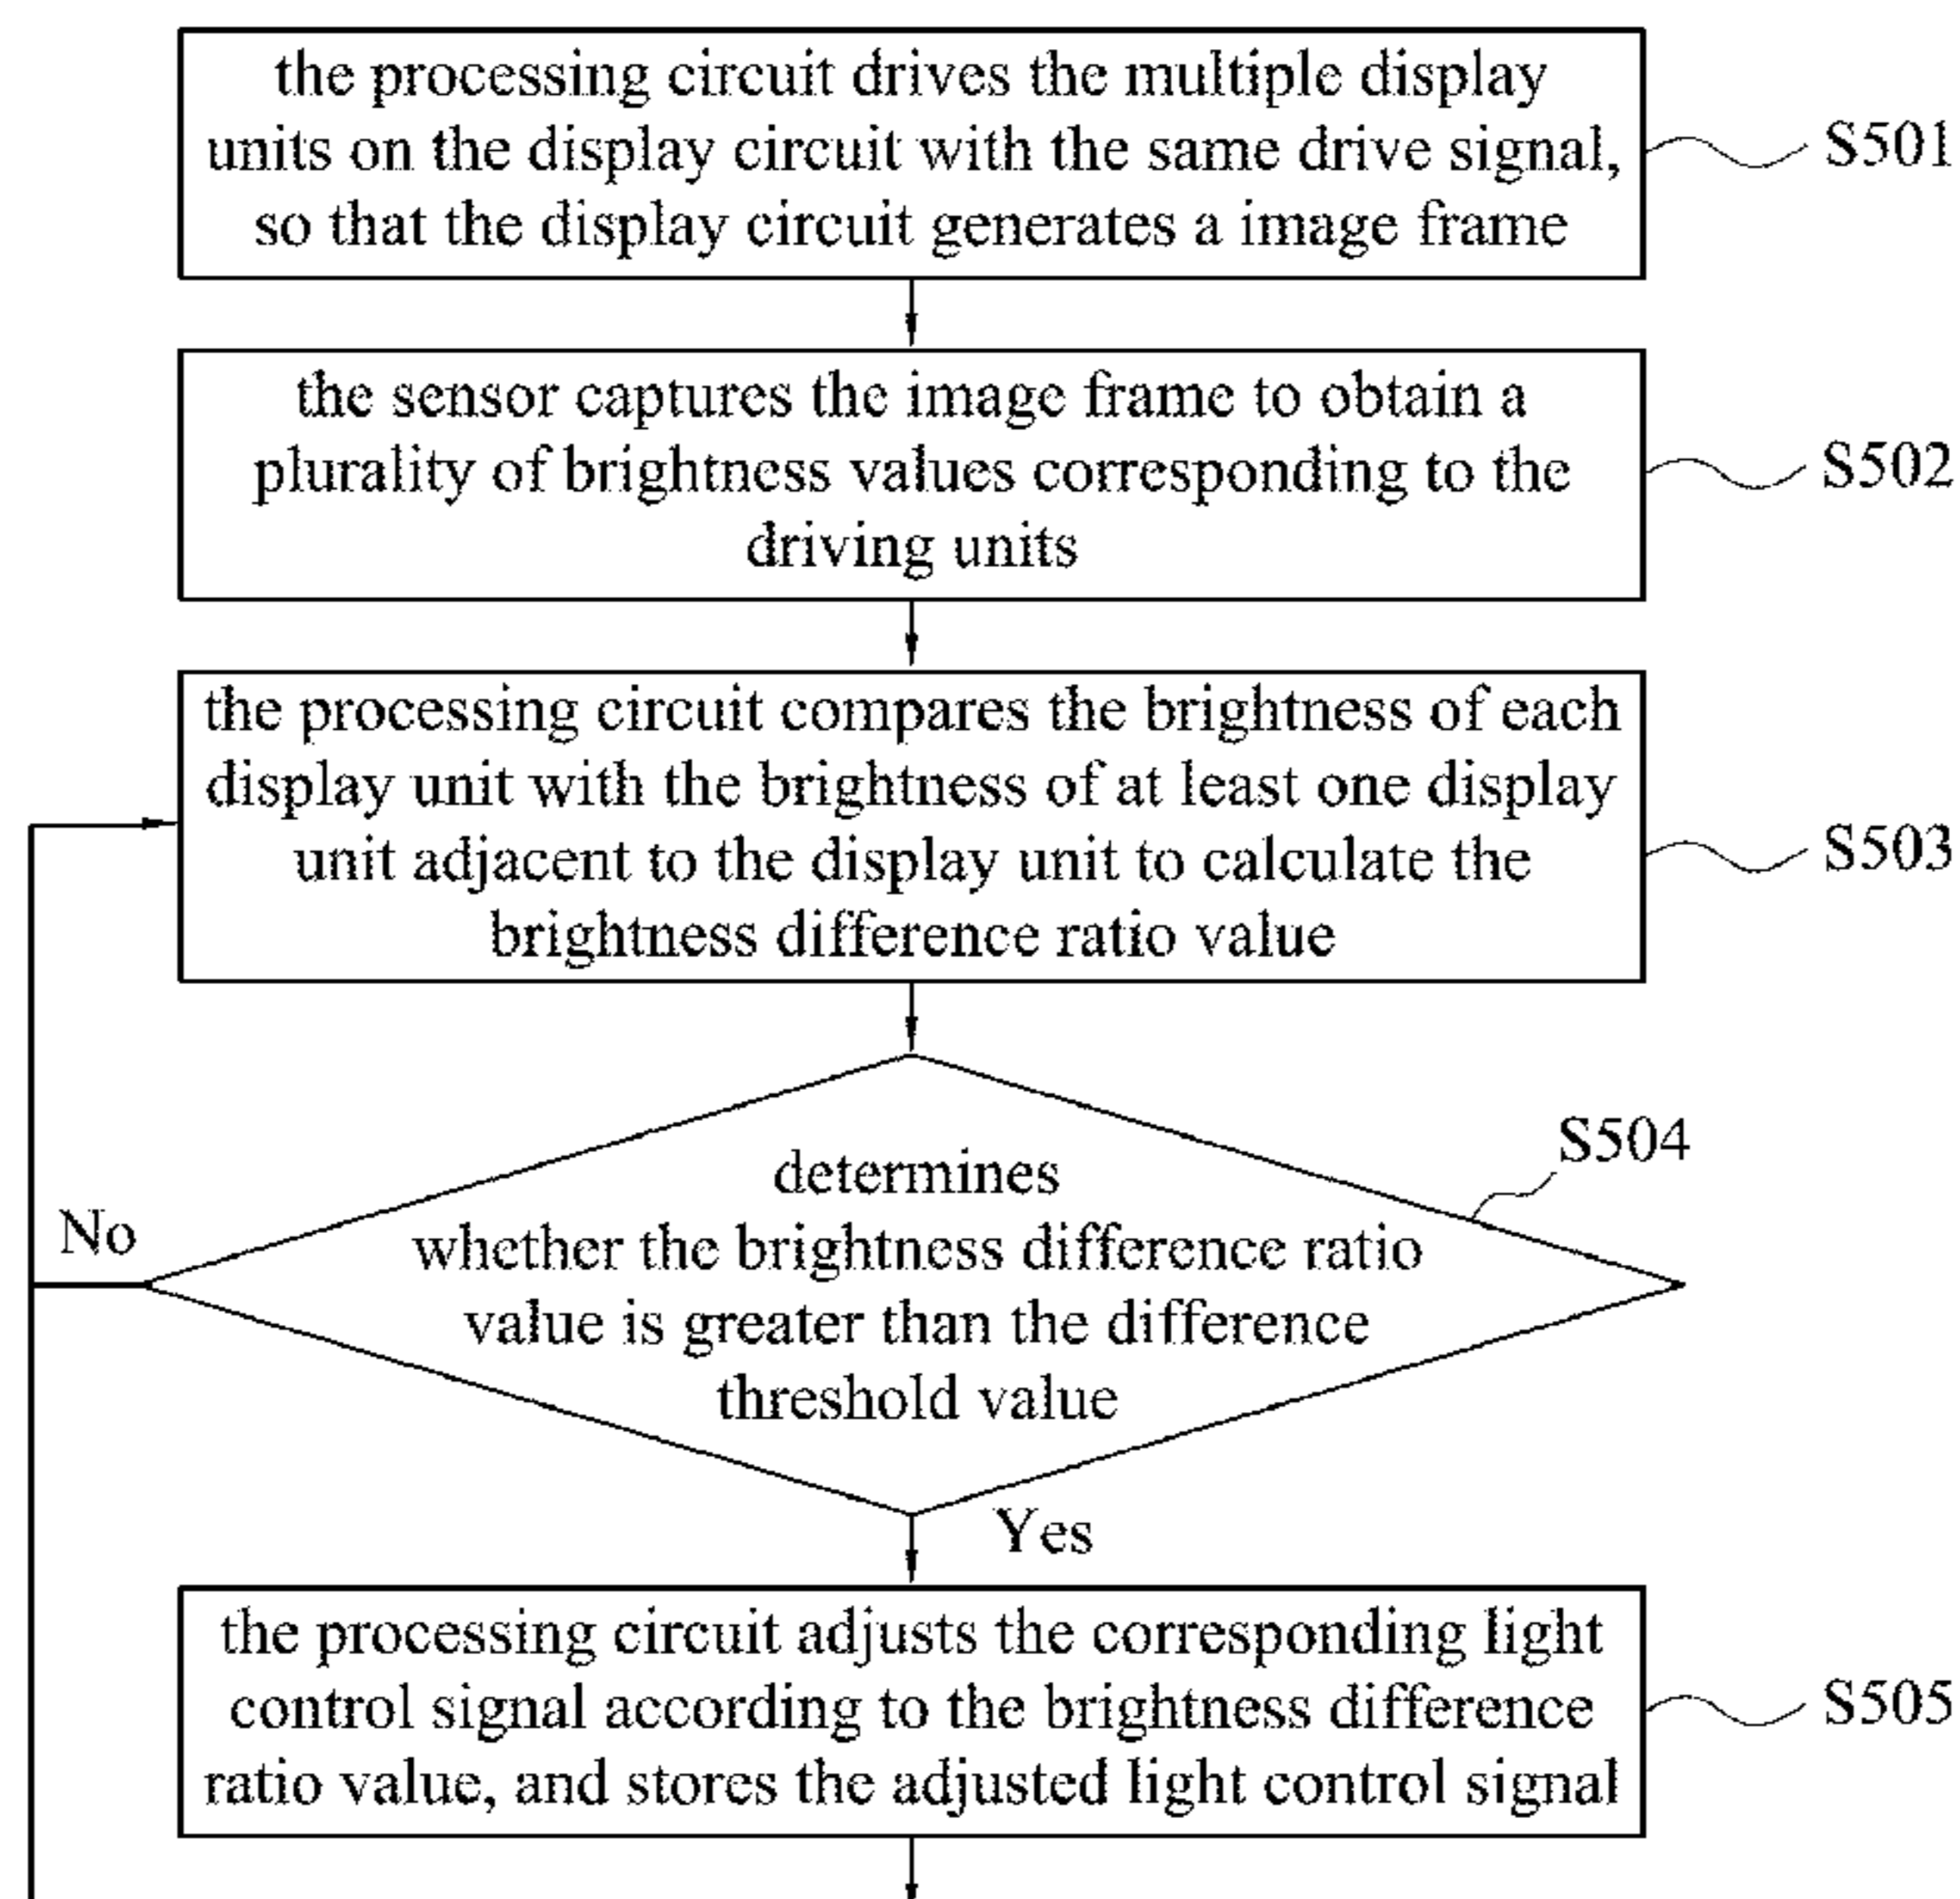 the processing circuit drives the multiple display
units on the display circuit with the same drive signal,
so that the display circuit generates a image frame
S501
the sensor captures the image frame to obtain a
plurality of brightness values corresponding to the
driving units
S502
the processing circuit compares the brightness of each
display unit with the brightness of at least one display
unit adjacent to the display unit to calculate the
brightness difference ratio value
S503
S504
determines
whether the brightness difference ratio
value is greater than the difference
threshold value
No
Yes
the processing circuit adjusts the corresponding light
control signal according to the brightness difference
ratio value, and stores the adjusted light control signal
S505